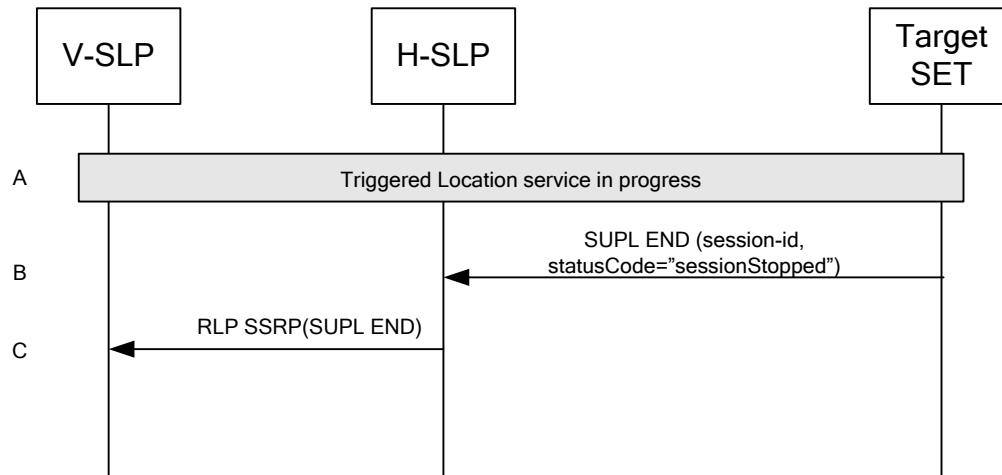 V-SLP
H-SLP
Target
SET
A
Triggered Location service in progress
SUPL END (session-id,
statusCode=”sessionStopped”)
B
RLP SSRP(SUPL END)
C